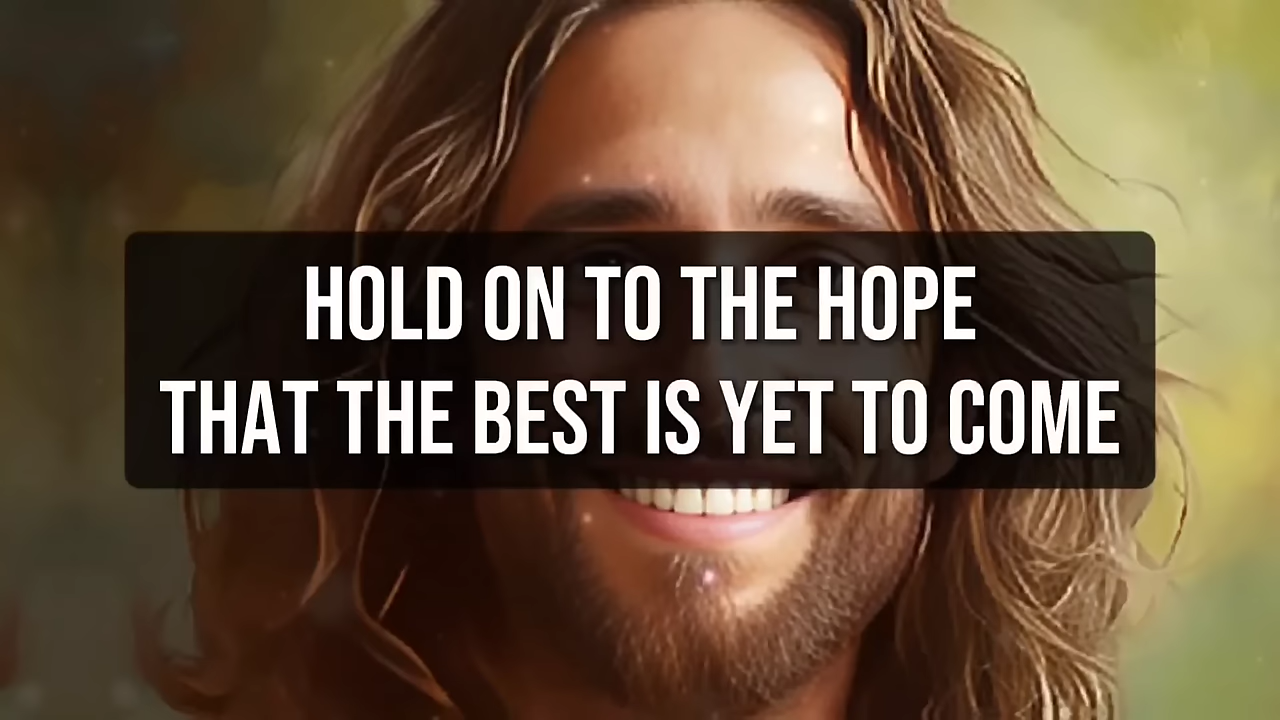 HOLD ON TO THE HOPE
THAT THE BEST IS YET TO COME